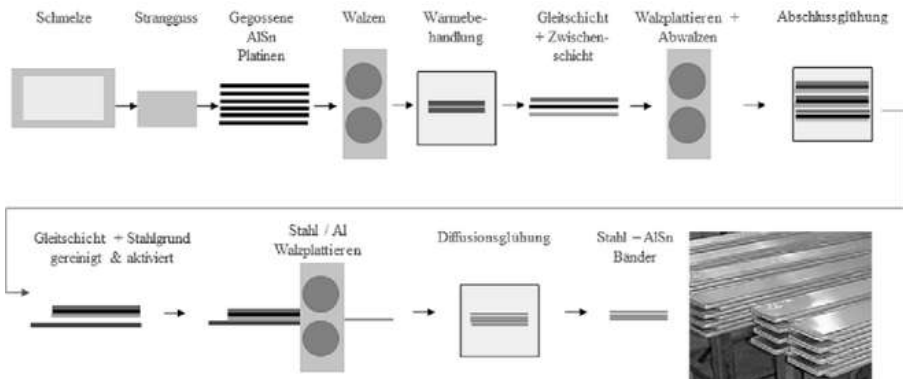 Schmelze
Strangguss
Gegossene
AlSn
Platinen
Walzen
Wärmebe-
handlung
Gleitschicht
+ Zwischen-
schicht
Walzplattieren +
Abwalzen
Abschlussglühung
Gleitschicht + Stahlgrund
gereinigt & aktiviert
Stahl / Al
Walzplattieren
Diffusionsglühung
Stahl – AlSn
Bänder